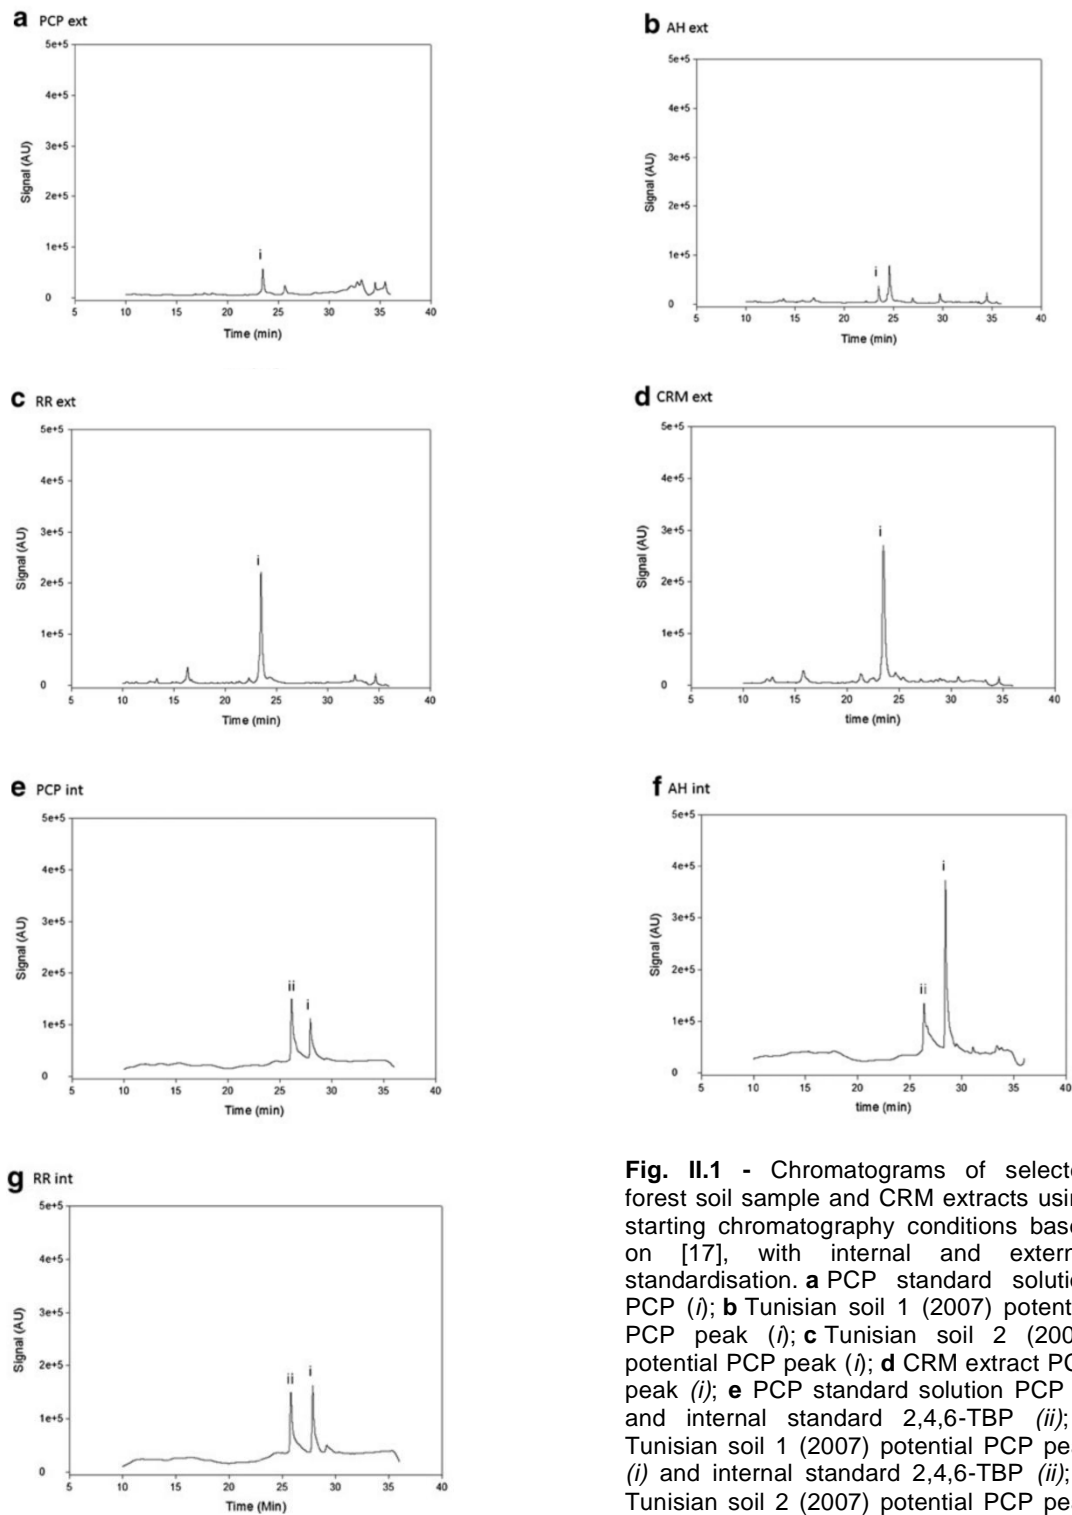 a PCP ext
5e+5
4e+5
3e+5
2e+5
1e+5
0
Signal (AU)
i
5 10 15 20 25 30 35 40
Time (min)
b AH ext
5e+5
4e+5
3e+5
2e+5
1e+5
0
Signal (AU)
i
5 10 15 20 25 30 35 40
Time (min)
c RR ext
5e+5
4e+5
3e+5
2e+5
1e+5
0
Signal (AU)
i
5 10 15 20 25 30 35 40
Time (min)
d CRM ext
5e+5
4e+5
3e+5
2e+5
1e+5
0
Signal (AU)
i
5 10 15 20 25 30 35 40
time (min)
e PCP int
5e+5
4e+5
3e+5
2e+5
1e+5
0
Signal (AU)
ii i
5 10 15 20 25 30 35 40
Time (min)
f AH int
5e+5
4e+5
3e+5
2e+5
1e+5
0
Signal (AU)
ii i
5 10 15 20 25 30 35 40
time (min)
g RR int
5e+5
4e+5
3e+5
2e+5
1e+5
0
Signal (AU)
ii i
5 10 15 20 25 30 35 40
Time (Min)
Fig. II.1 - Chromatograms of selecte
forest soil sample and CRM extracts usin
starting chromatography conditions base
on [17], with internal and extern
standardisation. a PCP standard solutio
PCP (i); b Tunisian soil 1 (2007) potent
PCP peak (i); c Tunisian soil 2 (200
potential PCP peak (i); d CRM extract PC
peak (i); e PCP standard solution PCP
and internal standard 2,4,6-TBP (ii);
Tunisian soil 1 (2007) potential PCP pea
(i) and internal standard 2,4,6-TBP (ii);
Tunisian soil 2 (2007) potential PCP pea